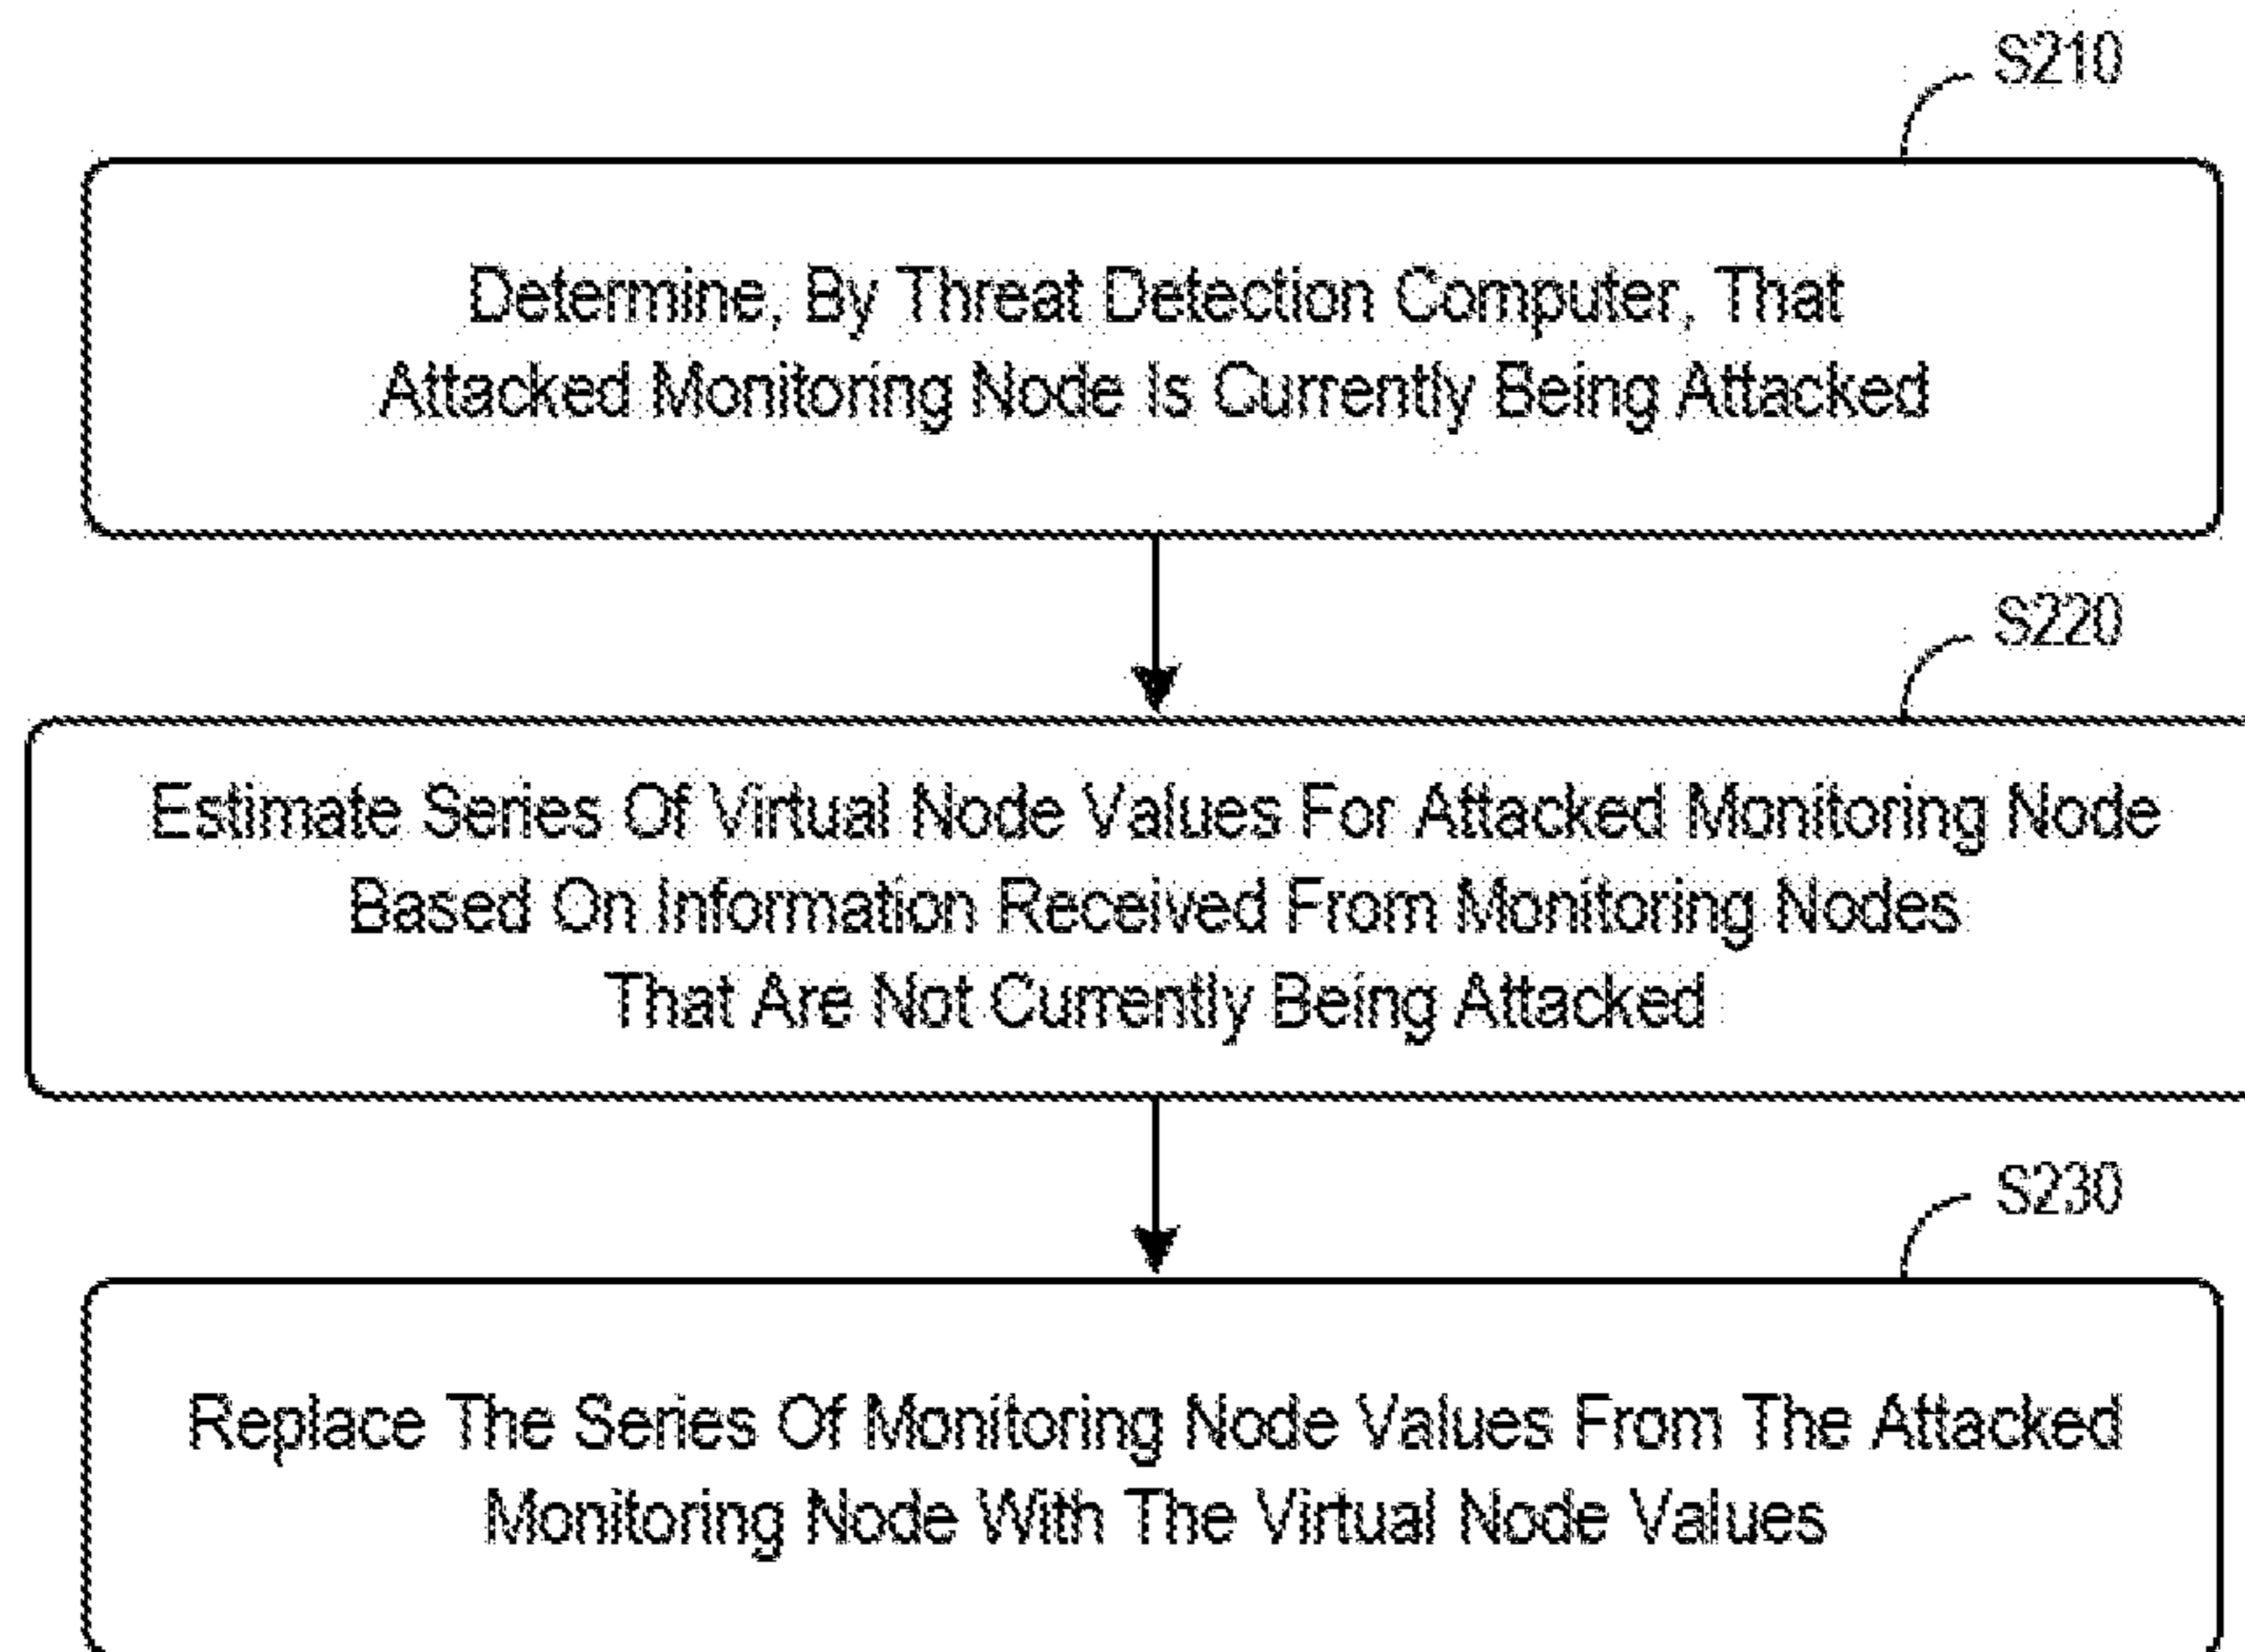 S210
Determine, By Threat Detection Computer, That
Attacked Monitoring Node Is Currently Being Attacked
S220
Estimate Series Of Virtual Node Values For Attacked Monitoring Node
Based On Information Received From Monitoring Nodes
That Are Not Currently Being Attacked
S230
Replace The Series Of Monitoring Node Values From The Attacked
Monitoring Node With The Virtual Node Values